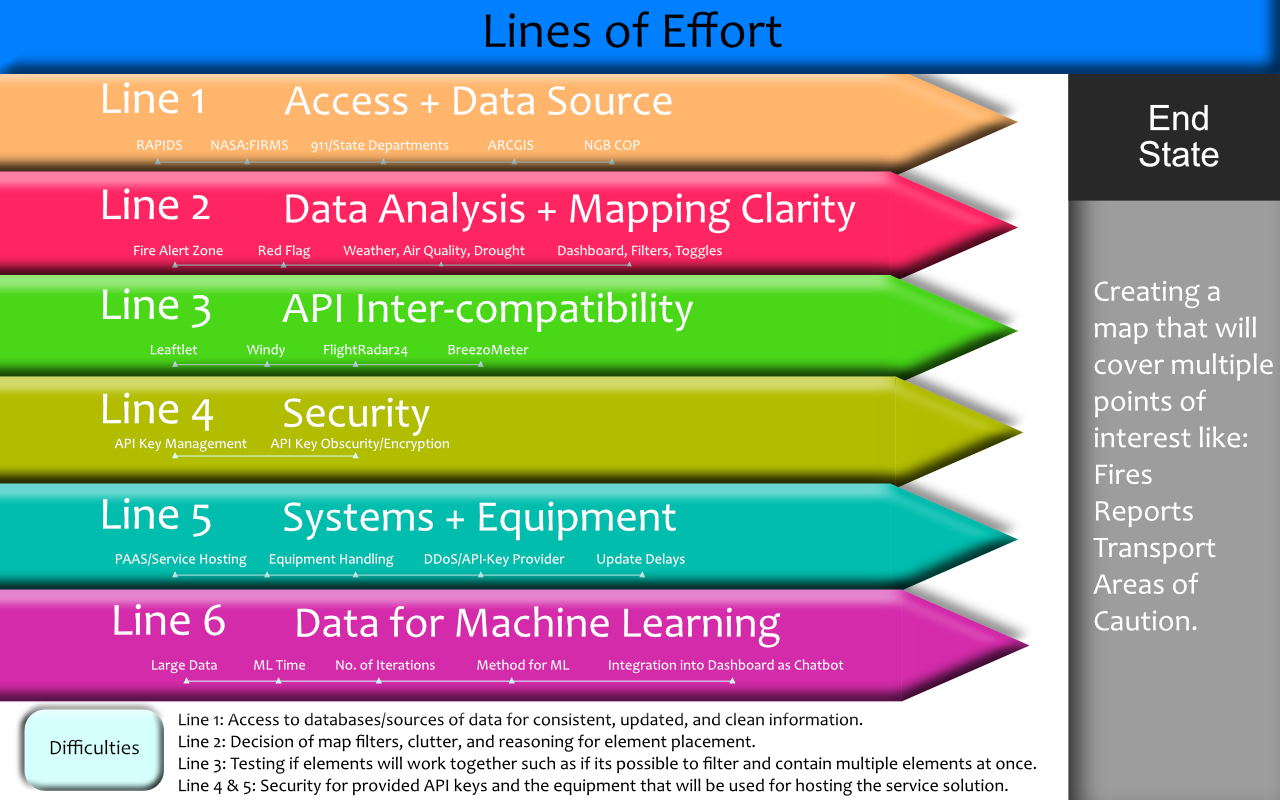 Lines of Effort
Line 1 Access + Data Source
RAPIDS NASA:FIRMS 911/State Departments ARCGIS NGB COP
Line 2 Data Analysis + Mapping Clarity
Fire Alert Zone Red Flag Weather, Air Quality, Drought Dashboard, Filters, Toggles
Line 3 API Inter-compatibility
Leaftlet Windy FlightRadar24 BreezoMeter
Line 4 Security
API Key Management API Key Obscurity/Encryption
Line 5 Systems + Equipment
PAAS/Service Hosting Equipment Handling DDoS/API-Key Provider Update Delays
Line 6 Data for Machine Learning
Large Data ML Time No. of Iterations Method for ML Integration into Dashboard as Chatbot
End
State
Creating a
map that will
cover multiple
points of
interest like:
Fires
Reports
Transport
Areas of
Caution.
Difficulties
Line 1: Access to databases/sources of data for consistent, updated, and clean information.
Line 2: Decision of map filters, clutter, and reasoning for element placement.
Line 3: Testing if elements will work together such as if its possible to filter and contain multiple elements at once.
Line 4 & 5: Security for provided API keys and the equipment that will be used for hosting the service solution.